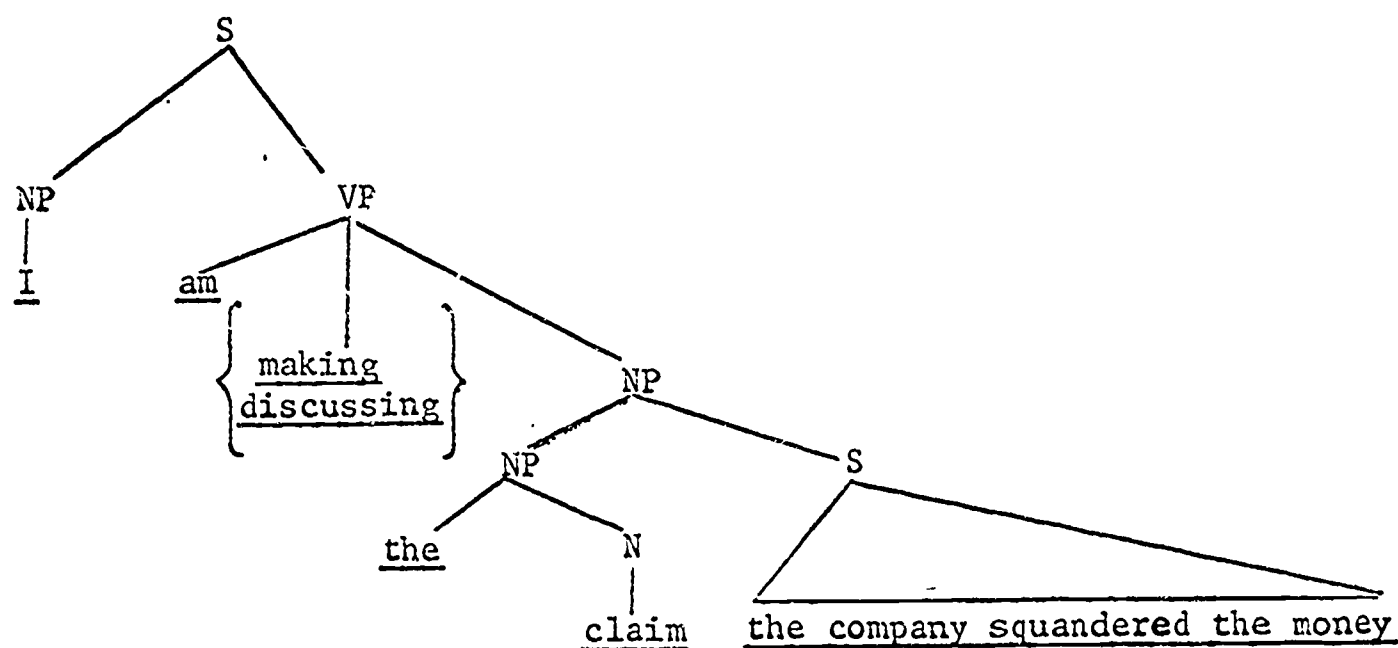 S
NP VP
I am
making
discussing
NP
NP S
the N
claim the company squandered the money